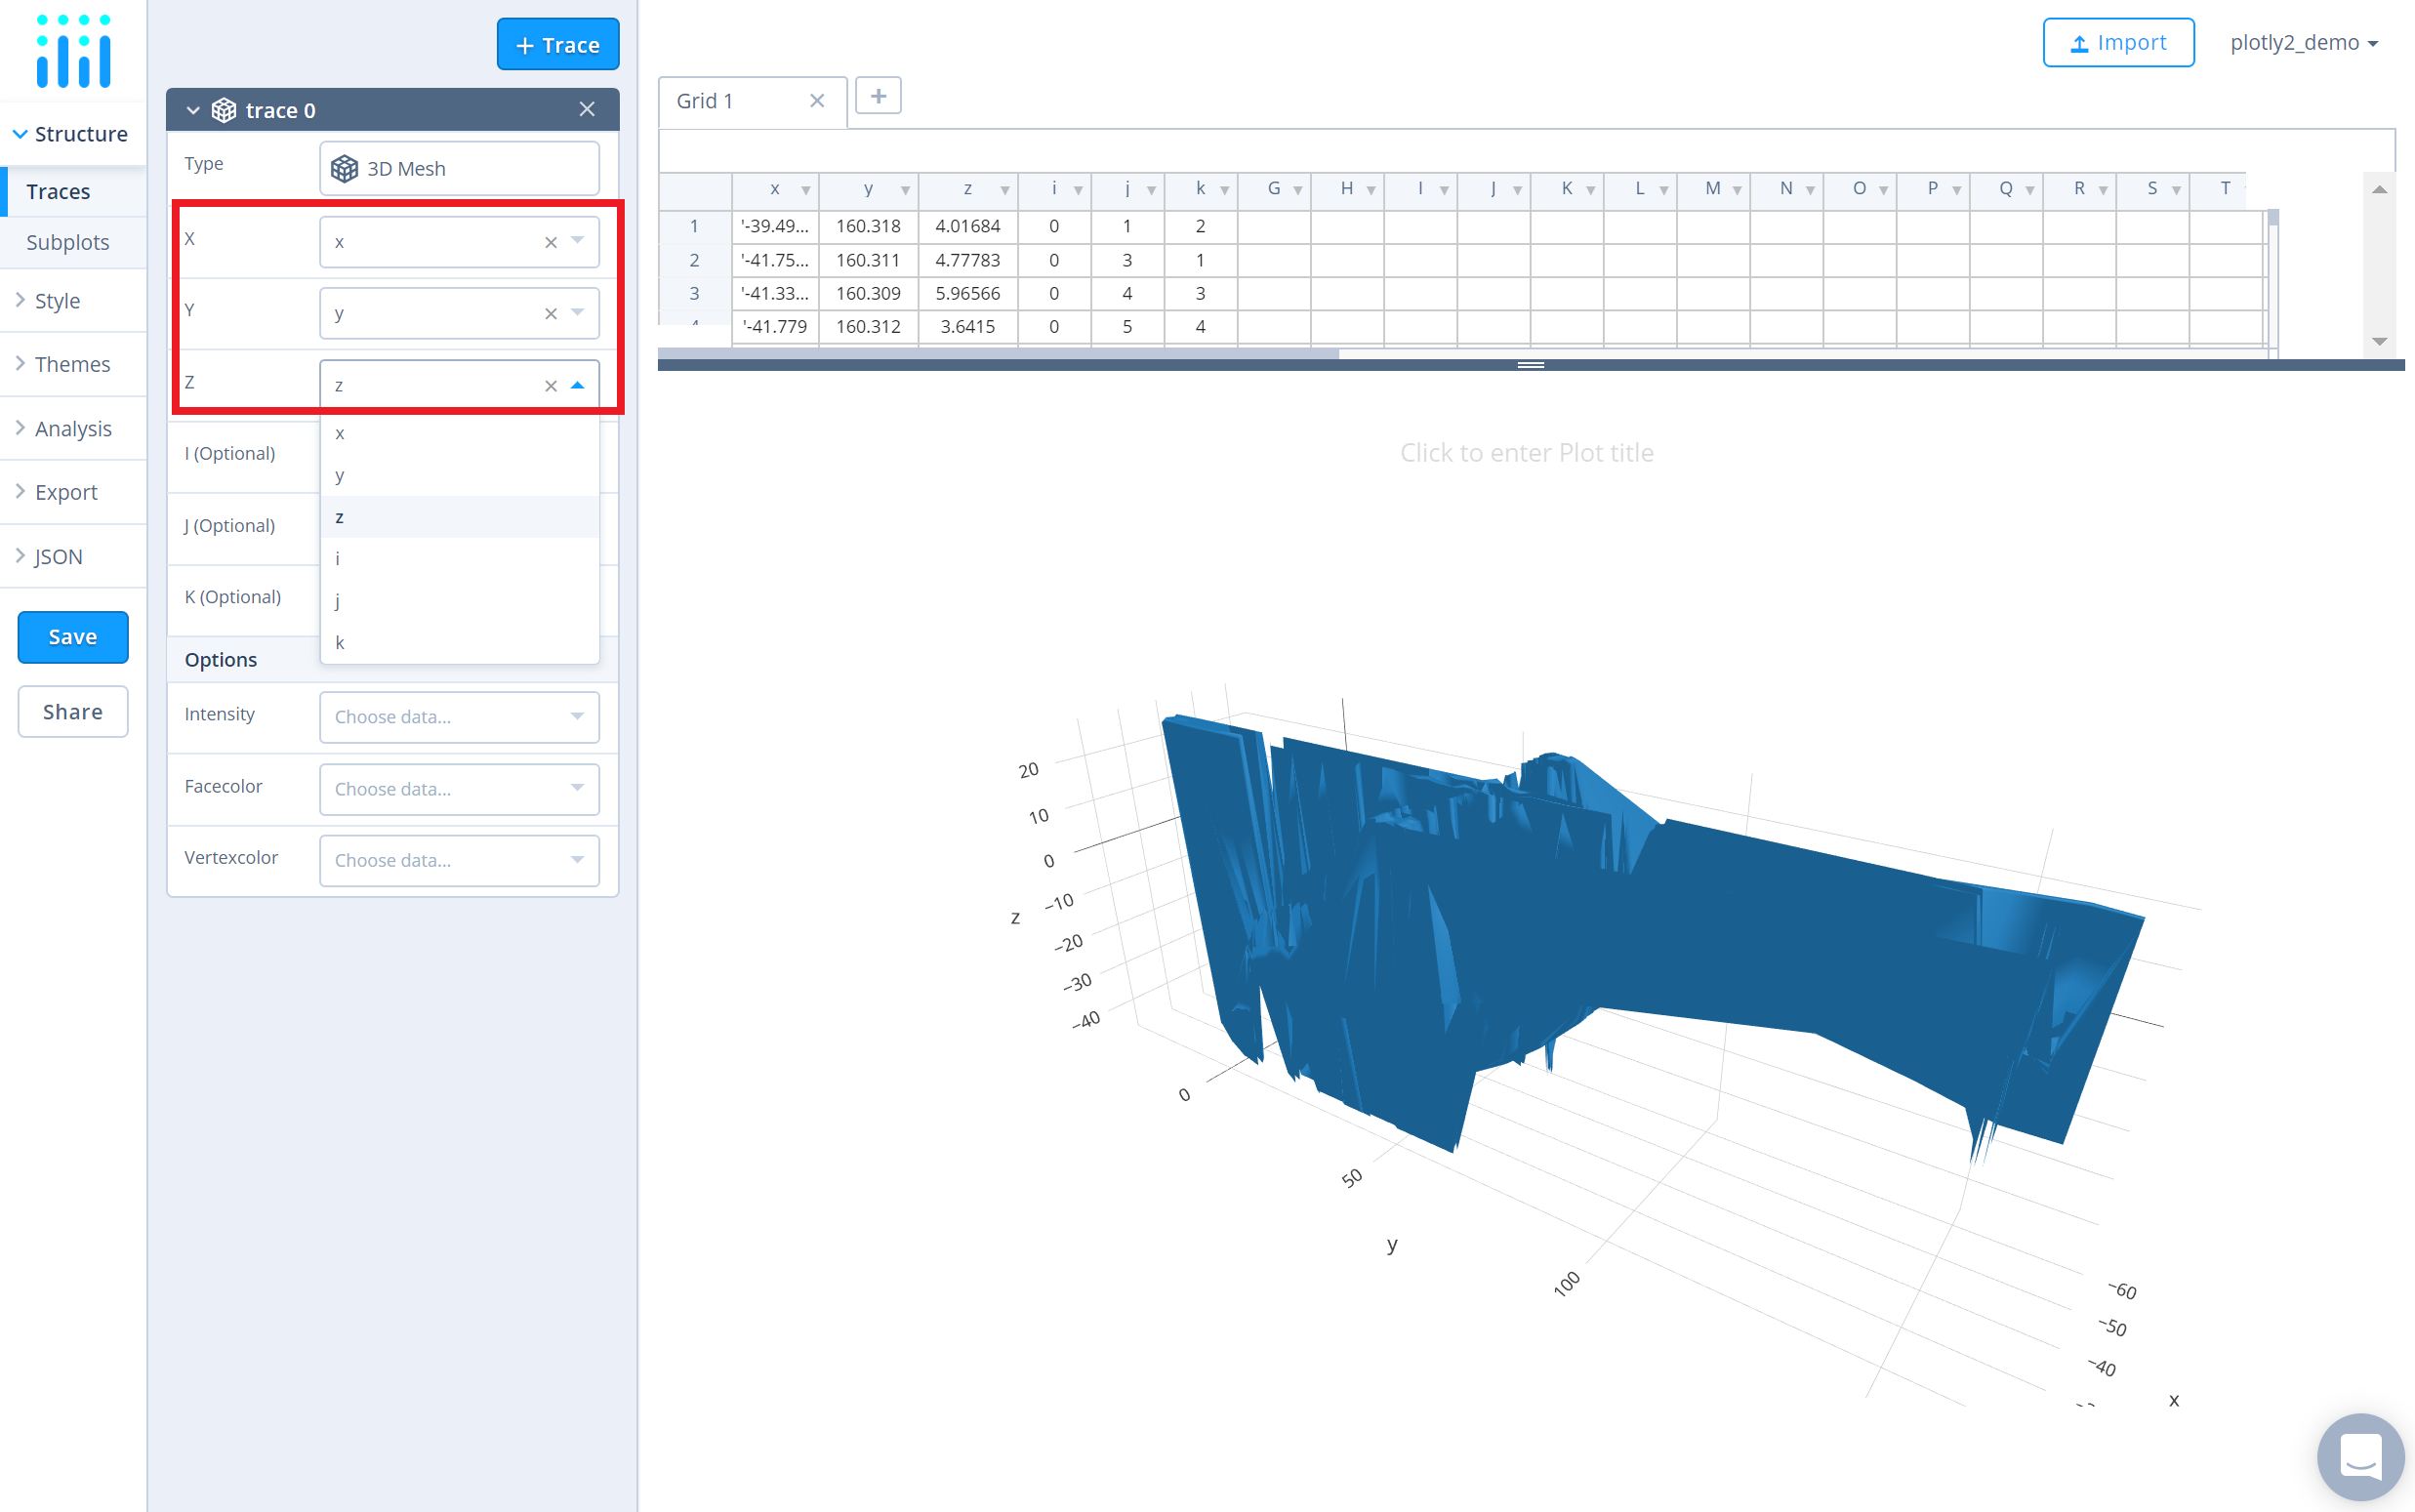 + Trace
Import
plotly2_demo
Structure
Traces
Subplots
Style
Themes
Analysis
Export
JSON
Save
Share
trace 0
Type
3D Mesh
X
x
Y
y
Z
z
x
y
z
i
j
k
I (Optional)
J (Optional)
K (Optional)
Options
Intensity
Choose data...
Facecolor
Choose data...
Vertexcolor
Choose data...
Grid 1
+
x y z i j k G H I J K L M N O P Q R S T
1 '-39.49... 160.318 4.01684 0 1 2
2 '-41.75... 160.311 4.77783 0 3 1
3 '-41.33... 160.309 5.96566 0 4 3
4 '-41.779 160.312 3.6415 0 5 4
Click to enter Plot title
20
10
0
−10
−20
−30
−40
z
0
50
100
y
−60
−50
−40
x